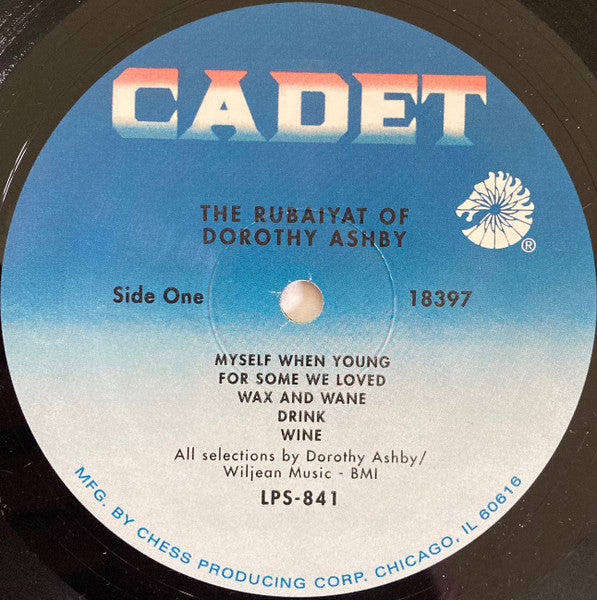 CADET
THE RUBAIYAT OF
DOROTHY ASHBY
®
Side One
18397
MYSELF WHEN YOUNG
FOR SOME WE LOVED
WAX AND WANE
DRINK
WINE
All selections by Dorothy Ashby/
Wiljean Music - BMI
LPS-841
MFG. BY CHESS PRODUCING CORP. CHICAGO, IL 60616